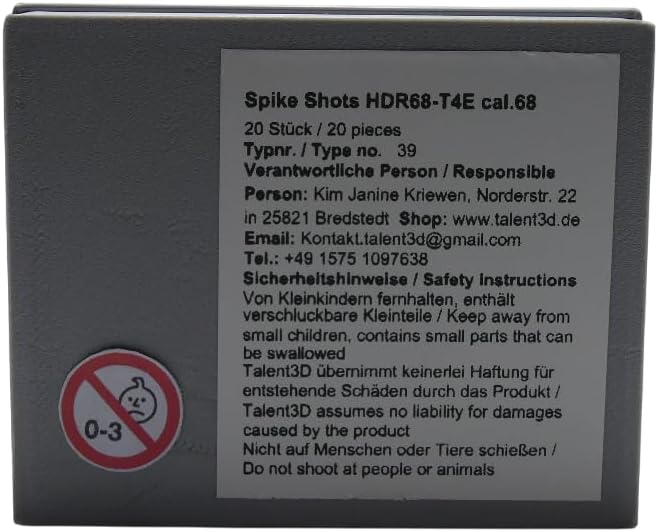 Spike Shots HDR68-T4E cal.68
20 Stück / 20 pieces
Typnr. / Type no. 39
Verantwortliche Person / Responsible
Person: Kim Janine Kriewen, Norderstr. 22
in 25821 Bredstedt Shop: www.talent3d.de
Email: Kontakt.talent3d@gmail.com
Tel.: +49 1575 1097638
Sicherheitshinweise / Safety Instructions
Von Kleinkindern fernhalten, enthält
verschluckbare Kleinteile / Keep away from
small children, contains small parts that can
be swallowed
Talent3D übernimmt keinerlei Haftung für
entstehende Schäden durch das Produkt /
Talent3D assumes no liability for damages
caused by the product
Nicht auf Menschen oder Tiere schießen /
Do not shoot at people or animals
0-3